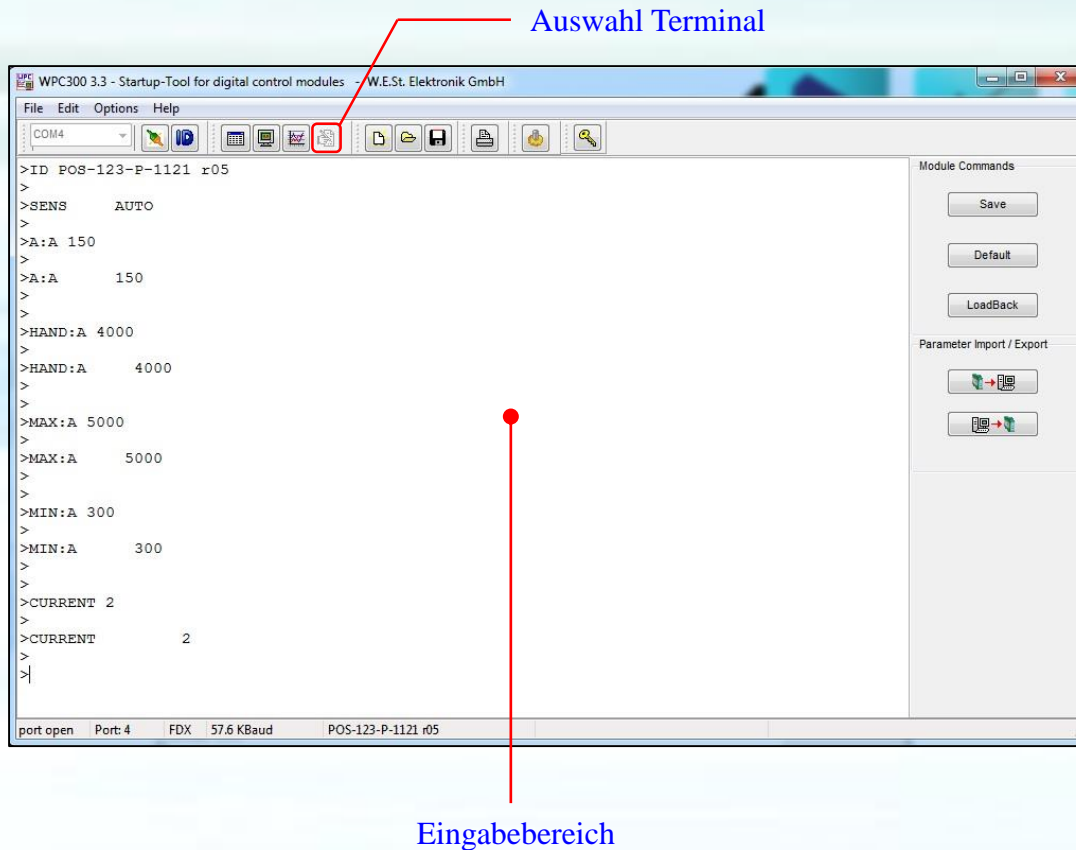 Auswahl Terminal
WPC300 3.3 - Startup-Tool for digital control modules - W.E.St. Elektronik GmbH
File Edit Options Help
COM4
>ID POS-123-P-1121 r05
>
>SENS AUTO
>
>A:A 150
>
>A:A 150
>
>
>HAND:A 4000
>
>HAND:A 4000
>
>
>MAX:A 5000
>
>MAX:A 5000
>
>
>MIN:A 300
>
>MIN:A 300
>
>
>CURRENT 2
>
>CURRENT 2
>
>
Module Commands
Save
Default
LoadBack
Parameter Import / Export
port open Port: 4 FDX 57.6 KBaud POS-123-P-1121 r05
Eingabebereich